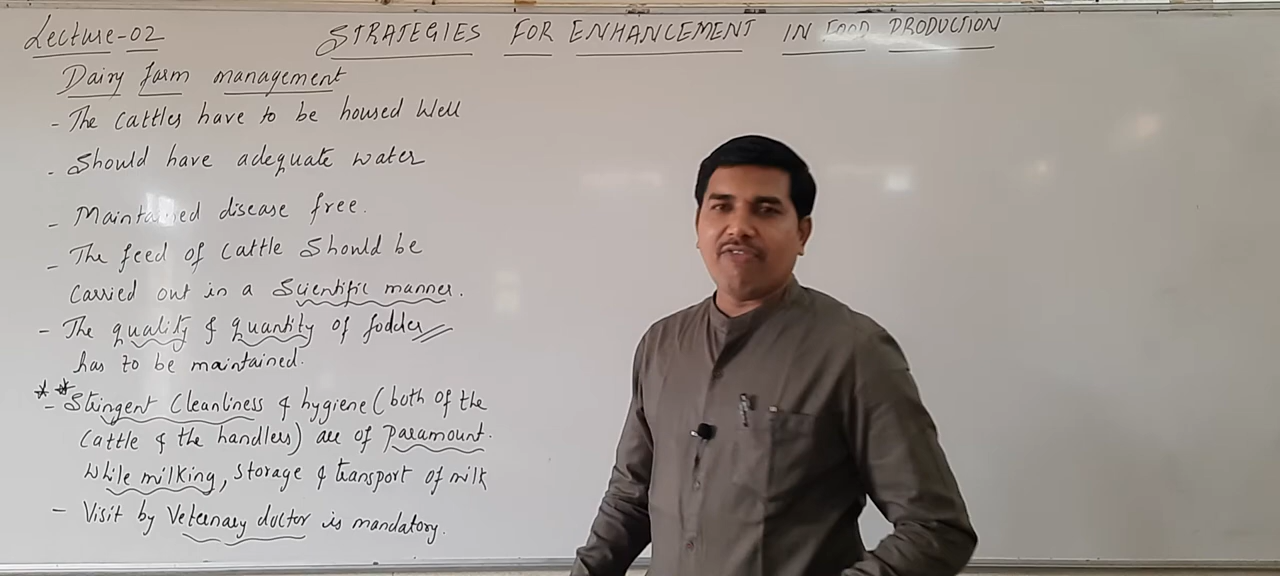 Lecture-02
STRATEGIES FOR ENHANCEMENT IN FOOD PRODUCTION
Dairy farm management
- The Cattles have to be housed Well
- Should have adequate water
- Maintained disease free.
- The feed of Cattle Should be
Carried out in a Scientific manner.
- The quality & quantity of fodder
has to be maintained.
** - Stringent Cleanliness & hygiene (both of the
Cattle & the handlers) are of Paramount.
While milking, Storage & transport of milk
- Visit by Veternary doctor is mandatory.